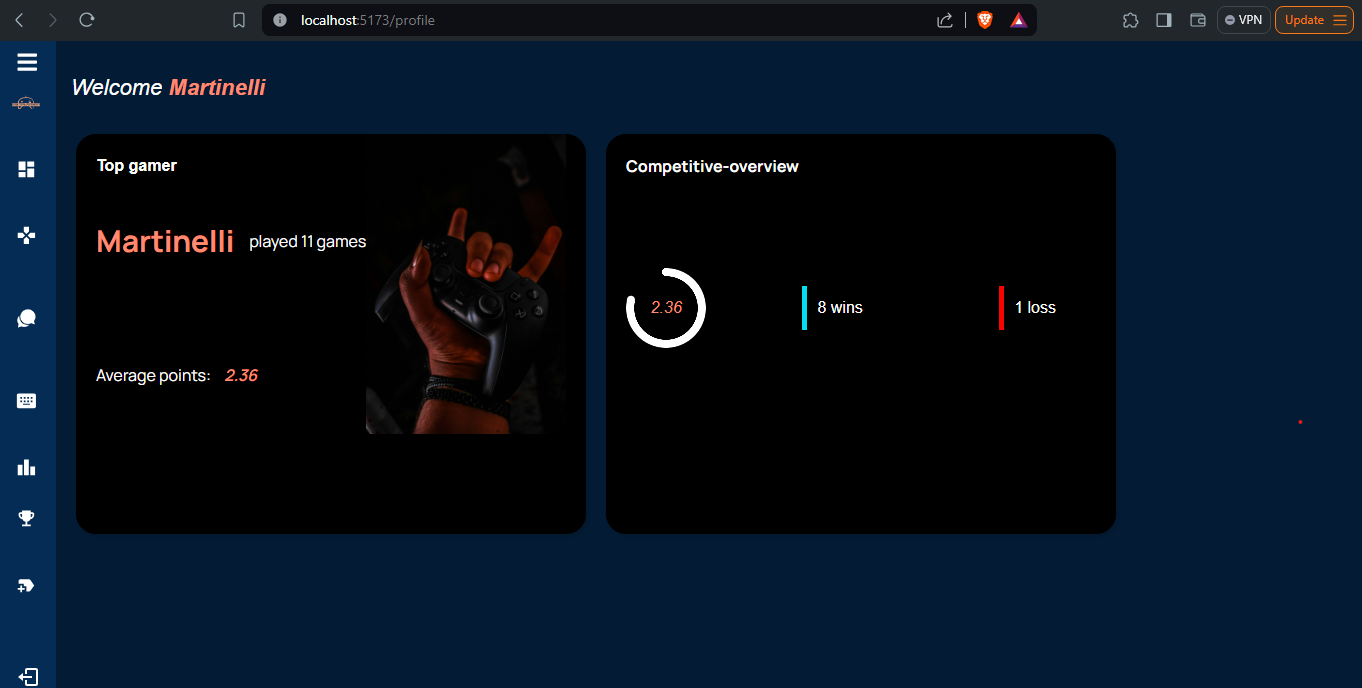 localhost:5173/profile
VPN
Update
Welcome Martinelli
Top gamer
Martinelli played 11 games
Average points: 2.36
Competitive-overview
2.36
8 wins
1 loss